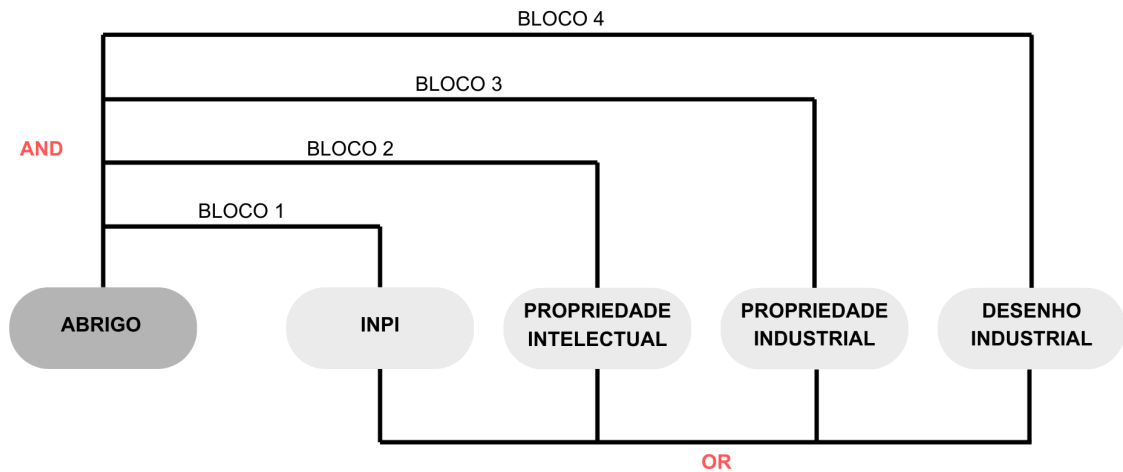 BLOCO 4
BLOCO 3
AND
BLOCO 2
BLOCO 1
ABRIGO
INPI
PROPRIEDADE
INTELECTUAL
PROPRIEDADE
INDUSTRIAL
DESENHO
INDUSTRIAL
OR